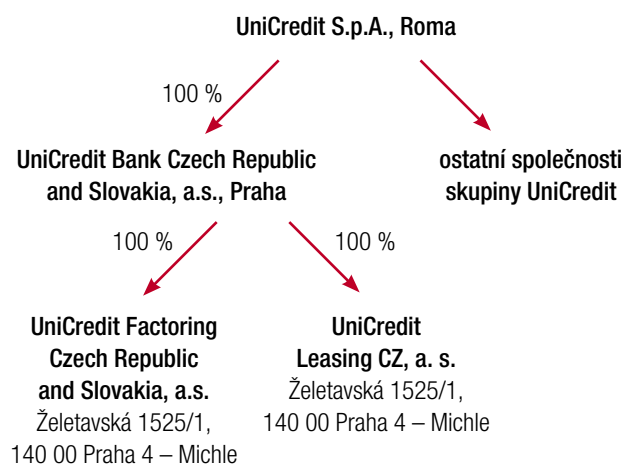 UniCredit S.p.A., Roma
100 %
UniCredit Bank Czech Republic
and Slovakia, a.s., Praha
ostatní společnosti
skupiny UniCredit
100 %
100 %
UniCredit Factoring
Czech Republic
and Slovakia, a.s.
Želetavská 1525/1,
140 00 Praha 4 – Michle
UniCredit
Leasing CZ, a. s.
Želetavská 1525/1,
140 00 Praha 4 – Michle